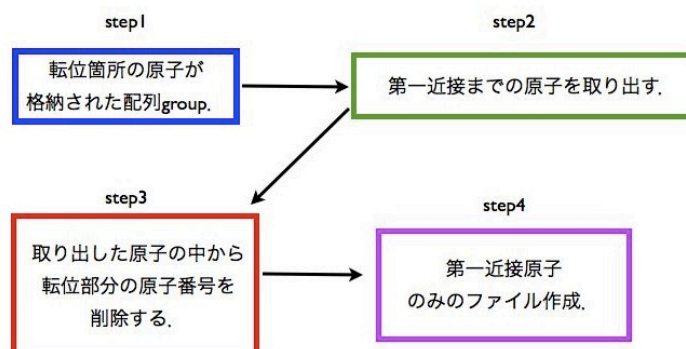 step1
転位箇所の原子が
格納された配列group.
step2
第一近接までの原子を取り出す.
step3
取り出した原子の中から
転位部分の原子番号を
削除する.
step4
第一近接原子
のみのファイル作成.